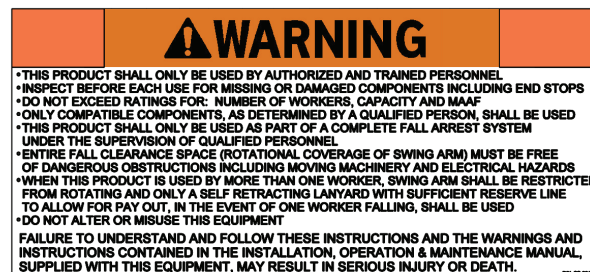 WARNING
•THIS PRODUCT SHALL ONLY BE USED BY AUTHORIZED AND TRAINED PERSONNEL
•INSPECT BEFORE EACH USE FOR MISSING OR DAMAGED COMPONENTS INCLUDING END STOPS
•DO NOT EXCEED RATINGS FOR: NUMBER OF WORKERS, CAPACITY AND MAAF
•ONLY COMPATIBLE COMPONENTS, AS DETERMINED BY A QUALIFIED PERSON, SHALL BE USED
•THIS PRODUCT SHALL ONLY BE USED AS PART OF A COMPLETE FALL ARREST SYSTEM
UNDER THE SUPERVISION OF QUALIFIED PERSONNEL
•ENTIRE FALL CLEARANCE SPACE (ROTATIONAL COVERAGE OF SWING ARM) MUST BE FREE
OF DANGEROUS OBSTRUCTIONS INCLUDING MOVING MACHINERY AND ELECTRICAL HAZARDS
•WHEN THIS PRODUCT IS USED BY MORE THAN ONE WORKER, SWING ARM SHALL BE RESTRICTED
FROM ROTATING AND ONLY A SELF RETRACTING LANYARD WITH SUFFICIENT RESERVE LINE
TO ALLOW FOR PAY OUT, IN THE EVENT OF ONE WORKER FALLING, SHALL BE USED
•DO NOT ALTER OR MISUSE THIS EQUIPMENT
FAILURE TO UNDERSTAND AND FOLLOW THESE INSTRUCTIONS AND THE WARNINGS AND
INSTRUCTIONS CONTAINED IN THE INSTALLATION, OPERATION & MAINTENANCE MANUAL,
SUPPLIED WITH THIS EQUIPMENT, MAY RESULT IN SERIOUS INJURY OR DEATH.